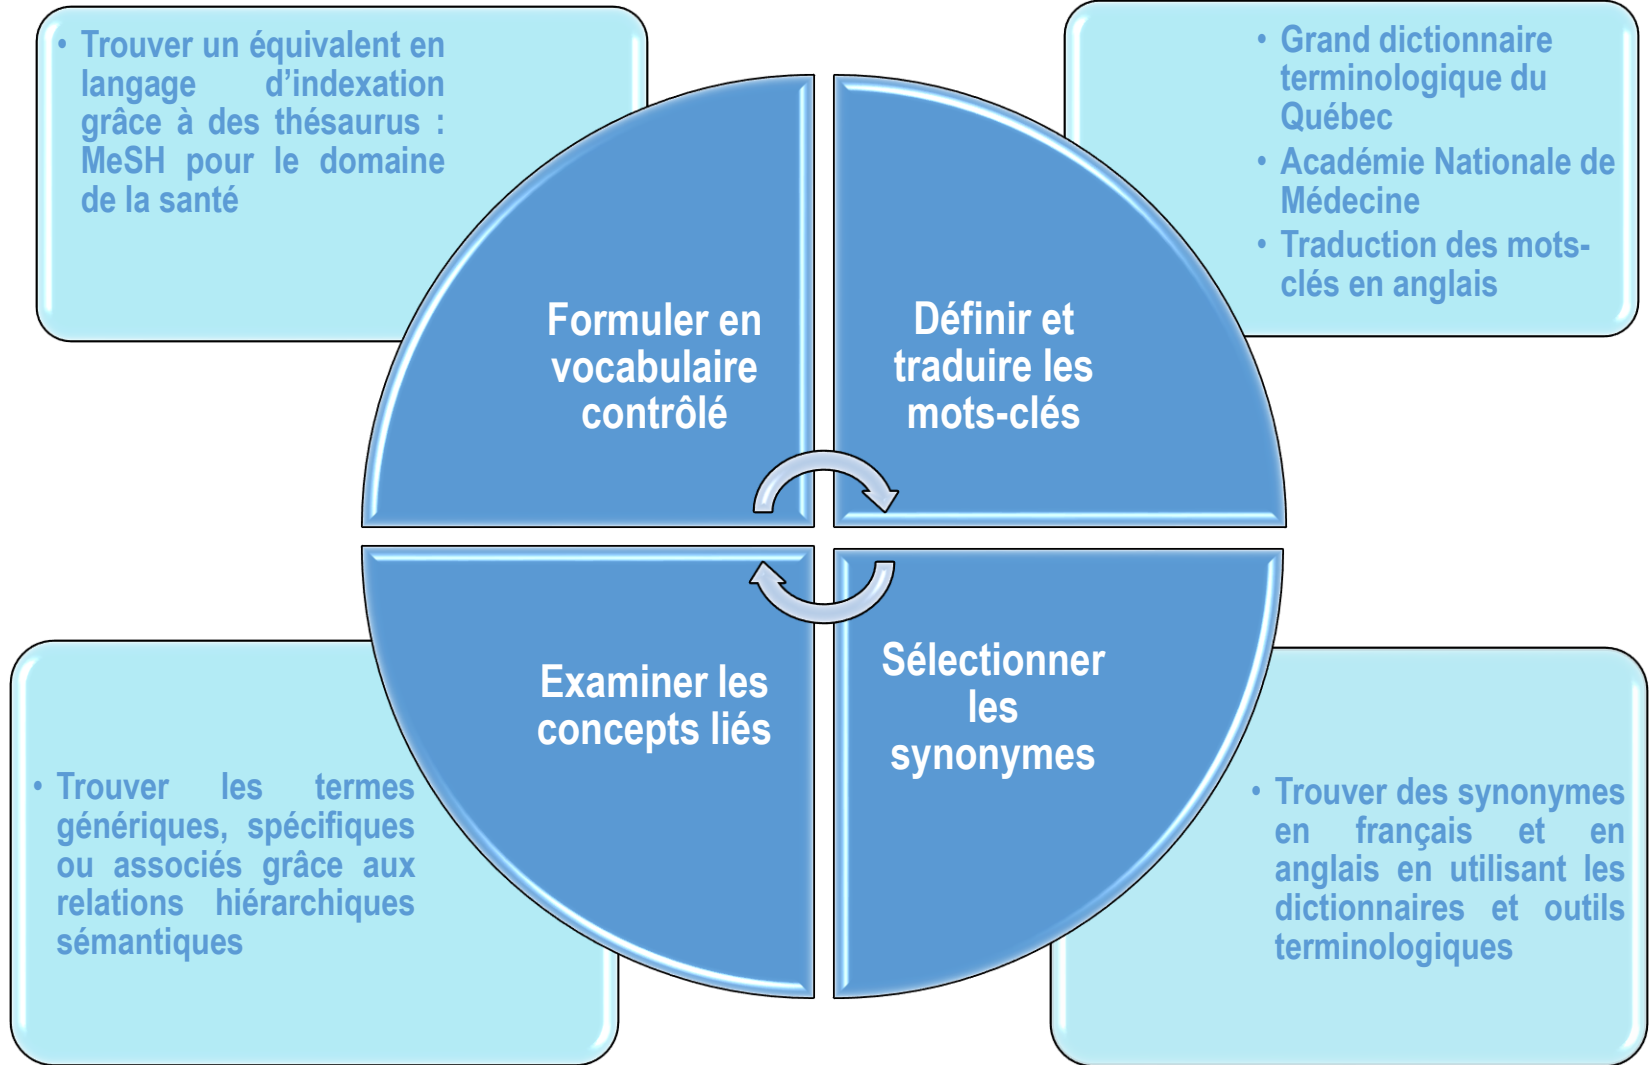 • Trouver un équivalent en
langage d'indexation
grâce à des thésaurus :
MeSH pour le domaine
de la santé
• Grand dictionnaire
terminologique du
Québec
• Académie Nationale de
Médecine
• Traduction des mots-
clés en anglais
Formuler en
vocabulaire
contrôlé
Définir et
traduire les
mots-clés
Examiner les
concepts liés
Sélectionner
les
synonymes
• Trouver les termes
génériques, spécifiques
ou associés grâce aux
relations hiérarchiques
sémantiques
• Trouver des synonymes
en français et en
anglais en utilisant les
dictionnaires et outils
terminologiques